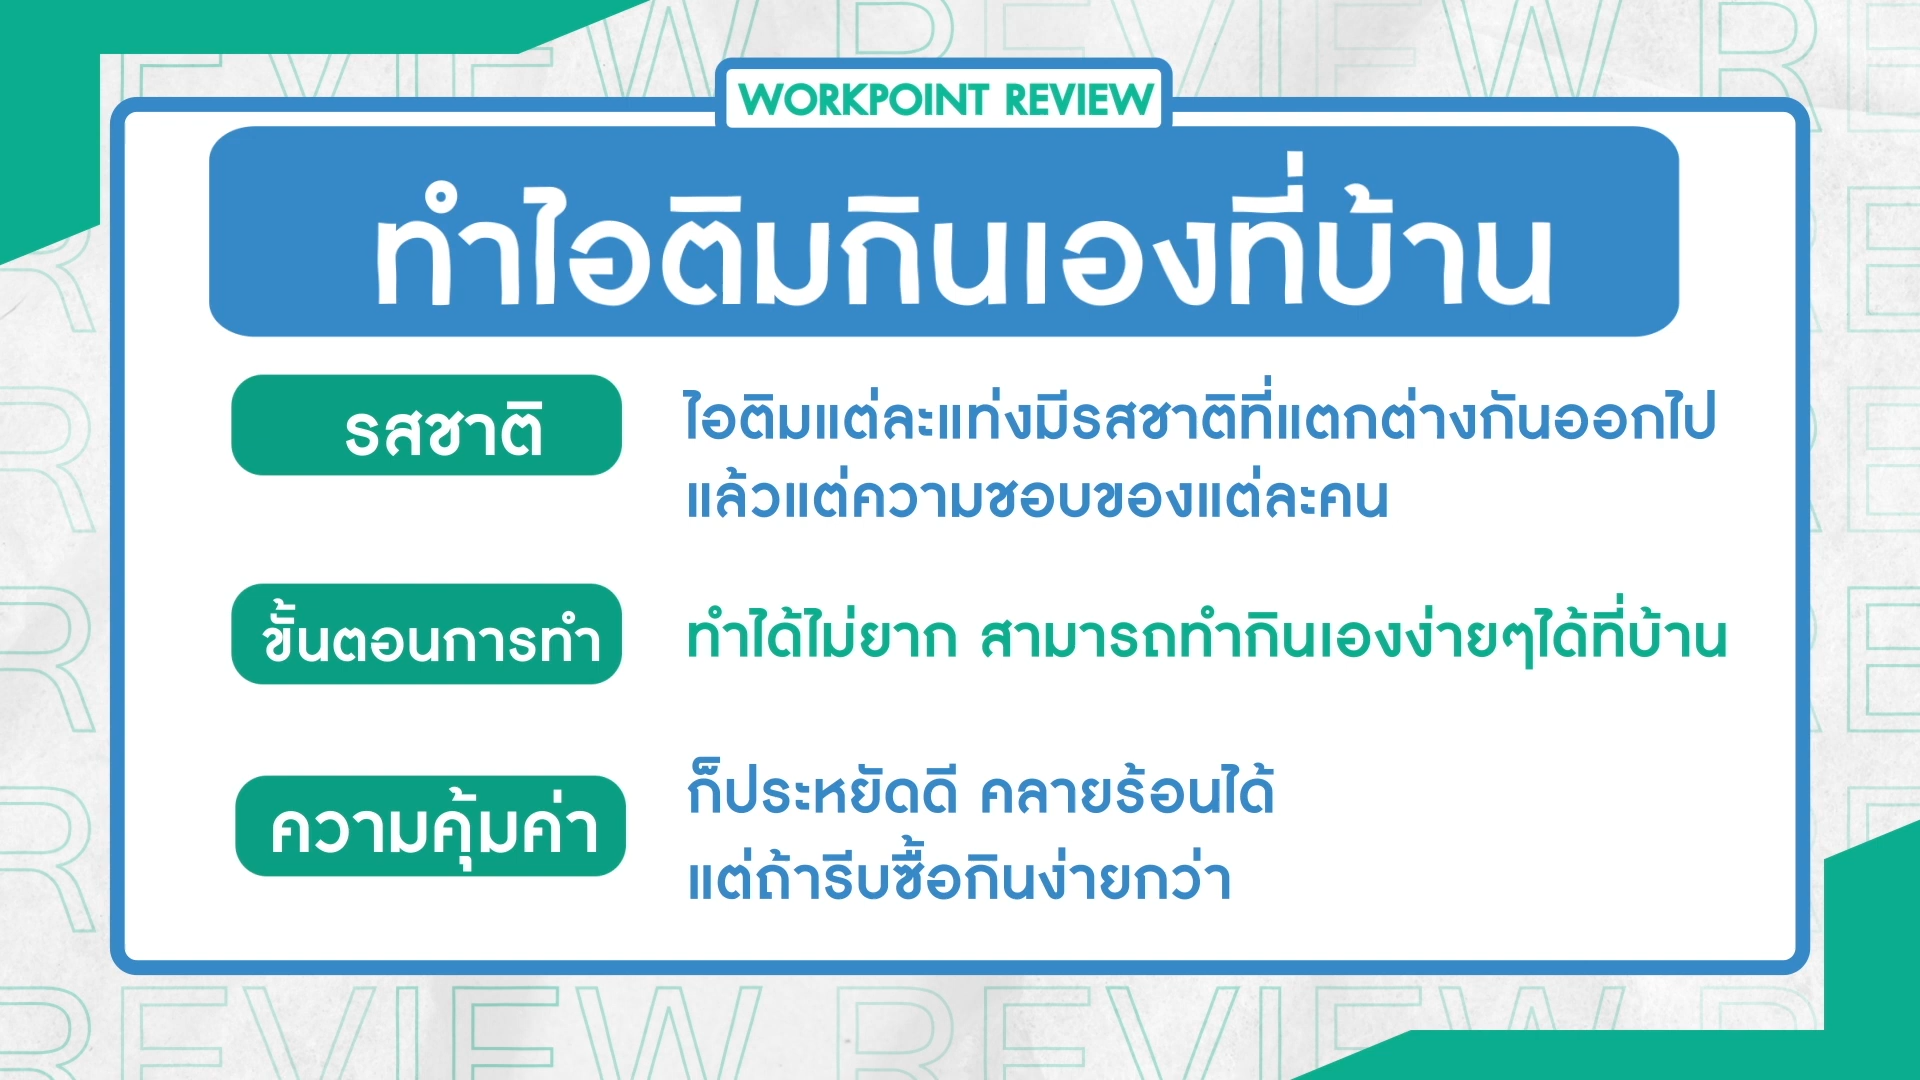 WORKPOINT REVIEW
ทำไอติมกินเองที่บ้าน
รสชาติ
ไอติมแต่ละแท่งมีรสชาติที่แตกต่างกันออกไป
แล้วแต่ความชอบของแต่ละคน
ขั้นตอนการทำ
ทำได้ไม่ยาก สามารถทำกินเองง่ายๆได้ที่บ้าน
ความคุ้มค่า
ก็ประหยัดดี คลายร้อนได้
แต่ถ้ารีบซื้อกินง่ายกว่า
REVIEW REVIEW RE
REVIEW REVIEW R